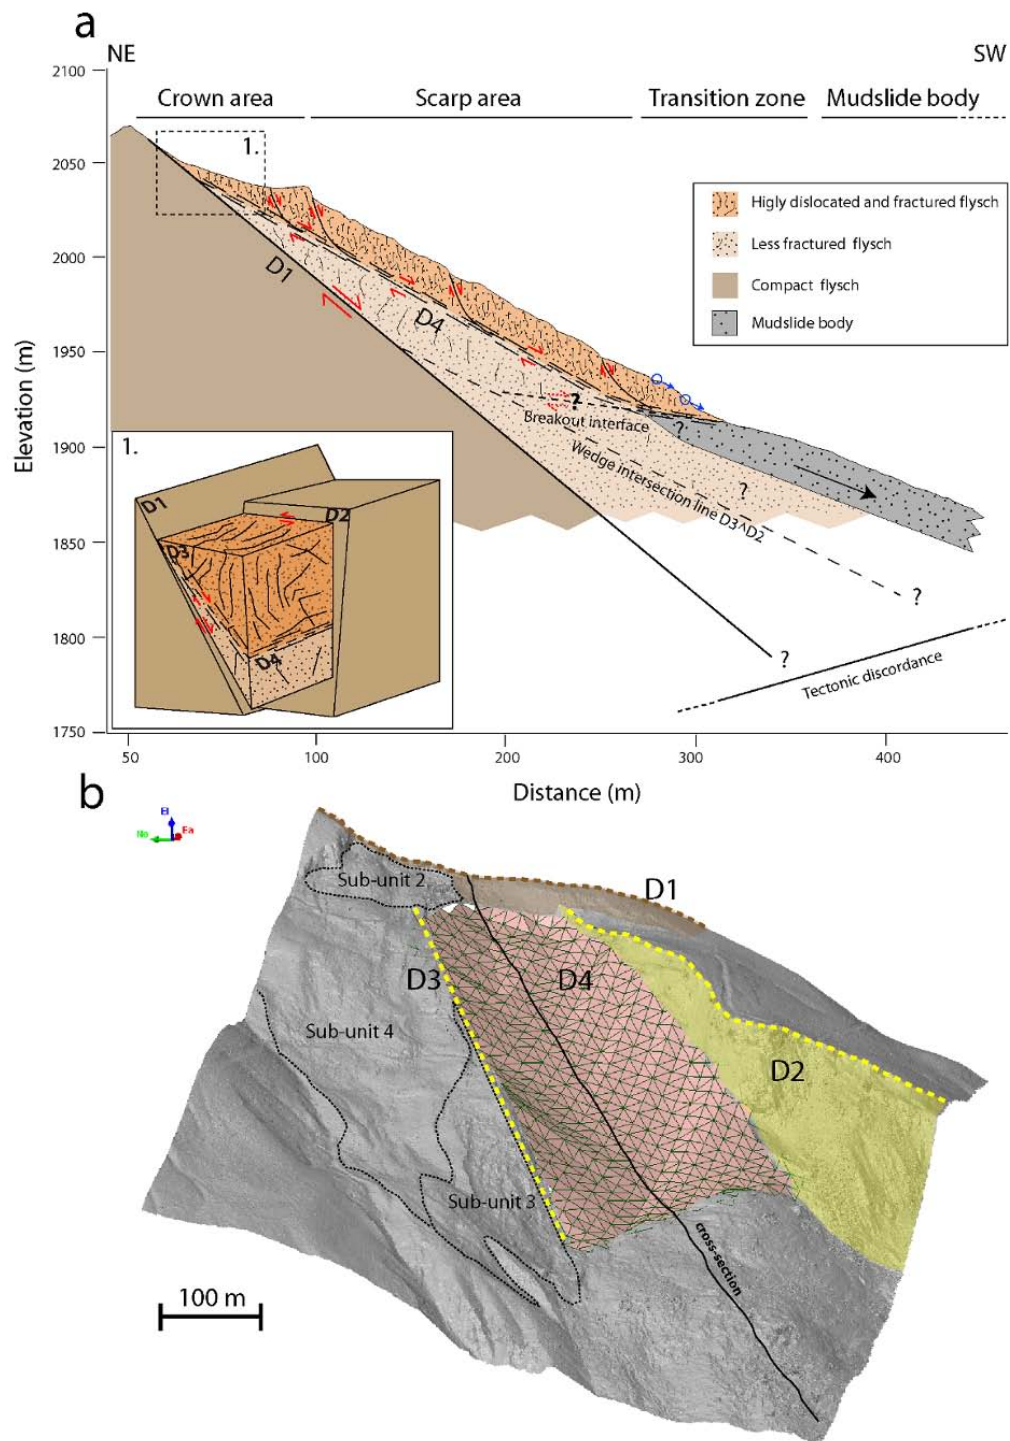 a
NE
SW
2100
2050
2000
1950
1900
1850
1800
1750
Elevation (m)
Crown area
Scarp area
Transition zone
Mudslide body
1.
D1
D4
Higly dislocated and fractured flysch
Less fractured flysch
Compact flysch
Mudslide body
?
Breakout interface
?
Wedge intersection line D3^D2
?
?
?
Tectonic discordance
1.
D1
D2
D3
D4
50
100
200
300
400
Distance (m)
b
El
No
Ea
Sub-unit 2
D1
D3
D4
Sub-unit 4
D2
Sub-unit 3
cross-section
100 m